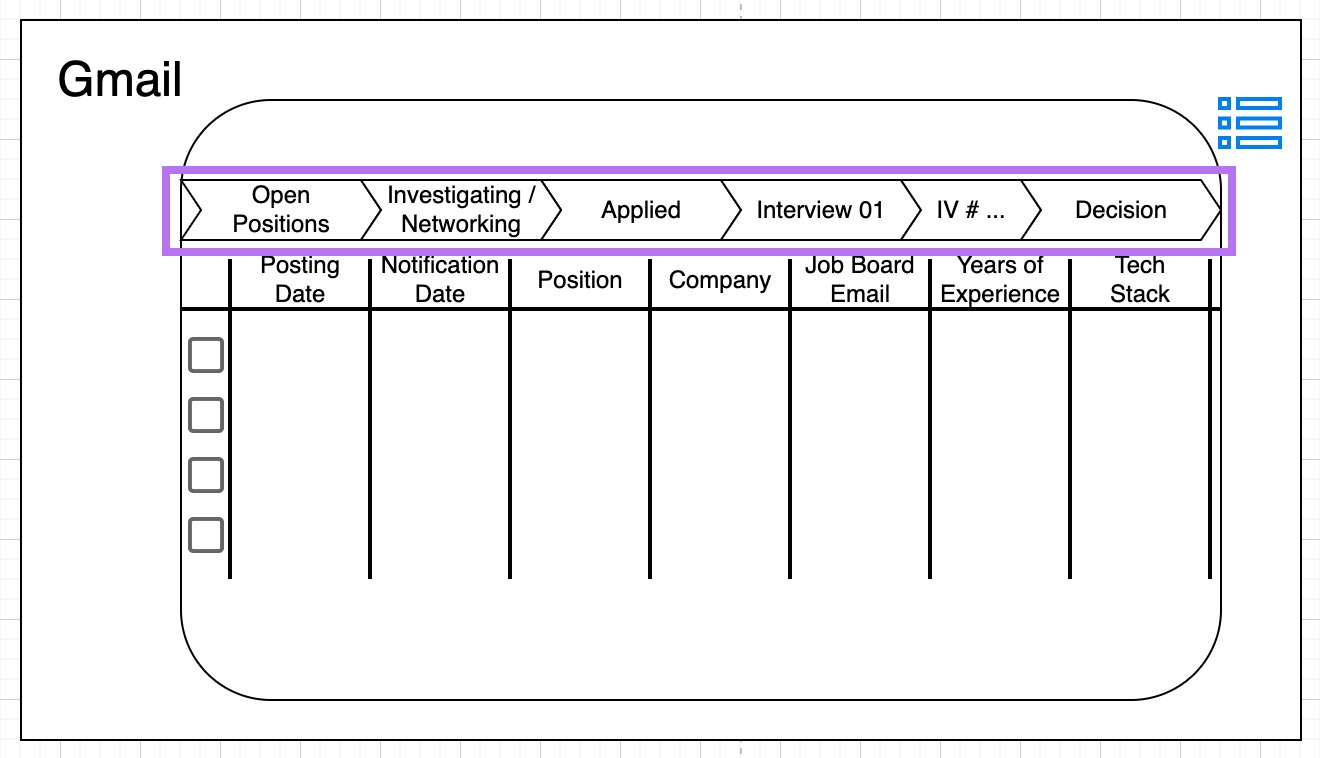 Gmail
Open
Positions
Investigating /
Networking
Applied
Interview 01
IV # ...
Decision
Posting
Date
Notification
Date
Position
Company
Job Board
Email
Years of
Experience
Tech
Stack